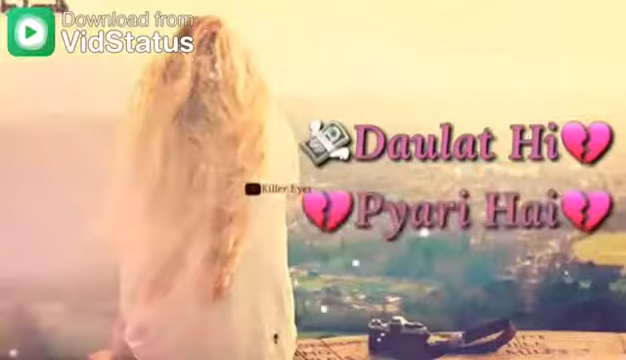 Download from
VidStatus
💸Daulat Hi💔
Killer Eyes
💔Pyari Hai💔